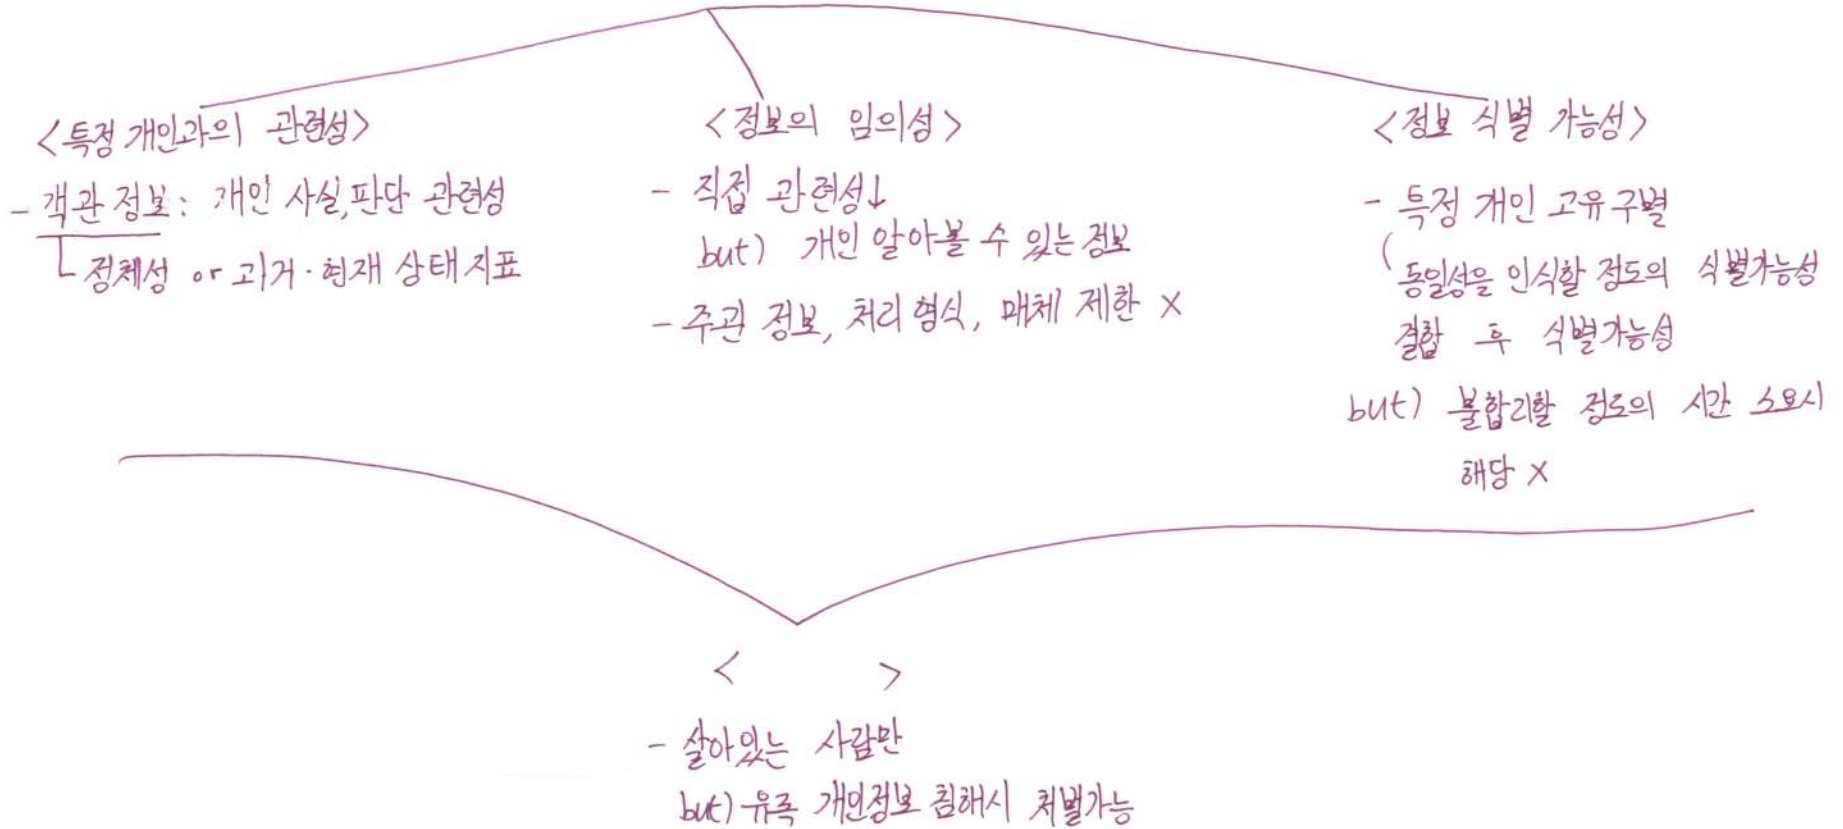 <특정 개인과의 관련성>
- 객관 정보: 개인 사실, 판단 관련성
정체성 or 과거·현재 상태 지표
<정보의 임의성>
- 직접 관련성↓
but) 개인 알아볼 수 있는 정보
- 주관 정보, 처리 형식, 매체 제한 X
<정보 식별 가능성>
- 특정 개인 고유 구별
( 동일성을 인식할 정도의 식별가능성
결합 후 식별가능성
but) 불합리할 정도의 시간 소요시
해당 X
< >
- 살아있는 사람만
but) 유족 개인정보 침해시 처벌가능